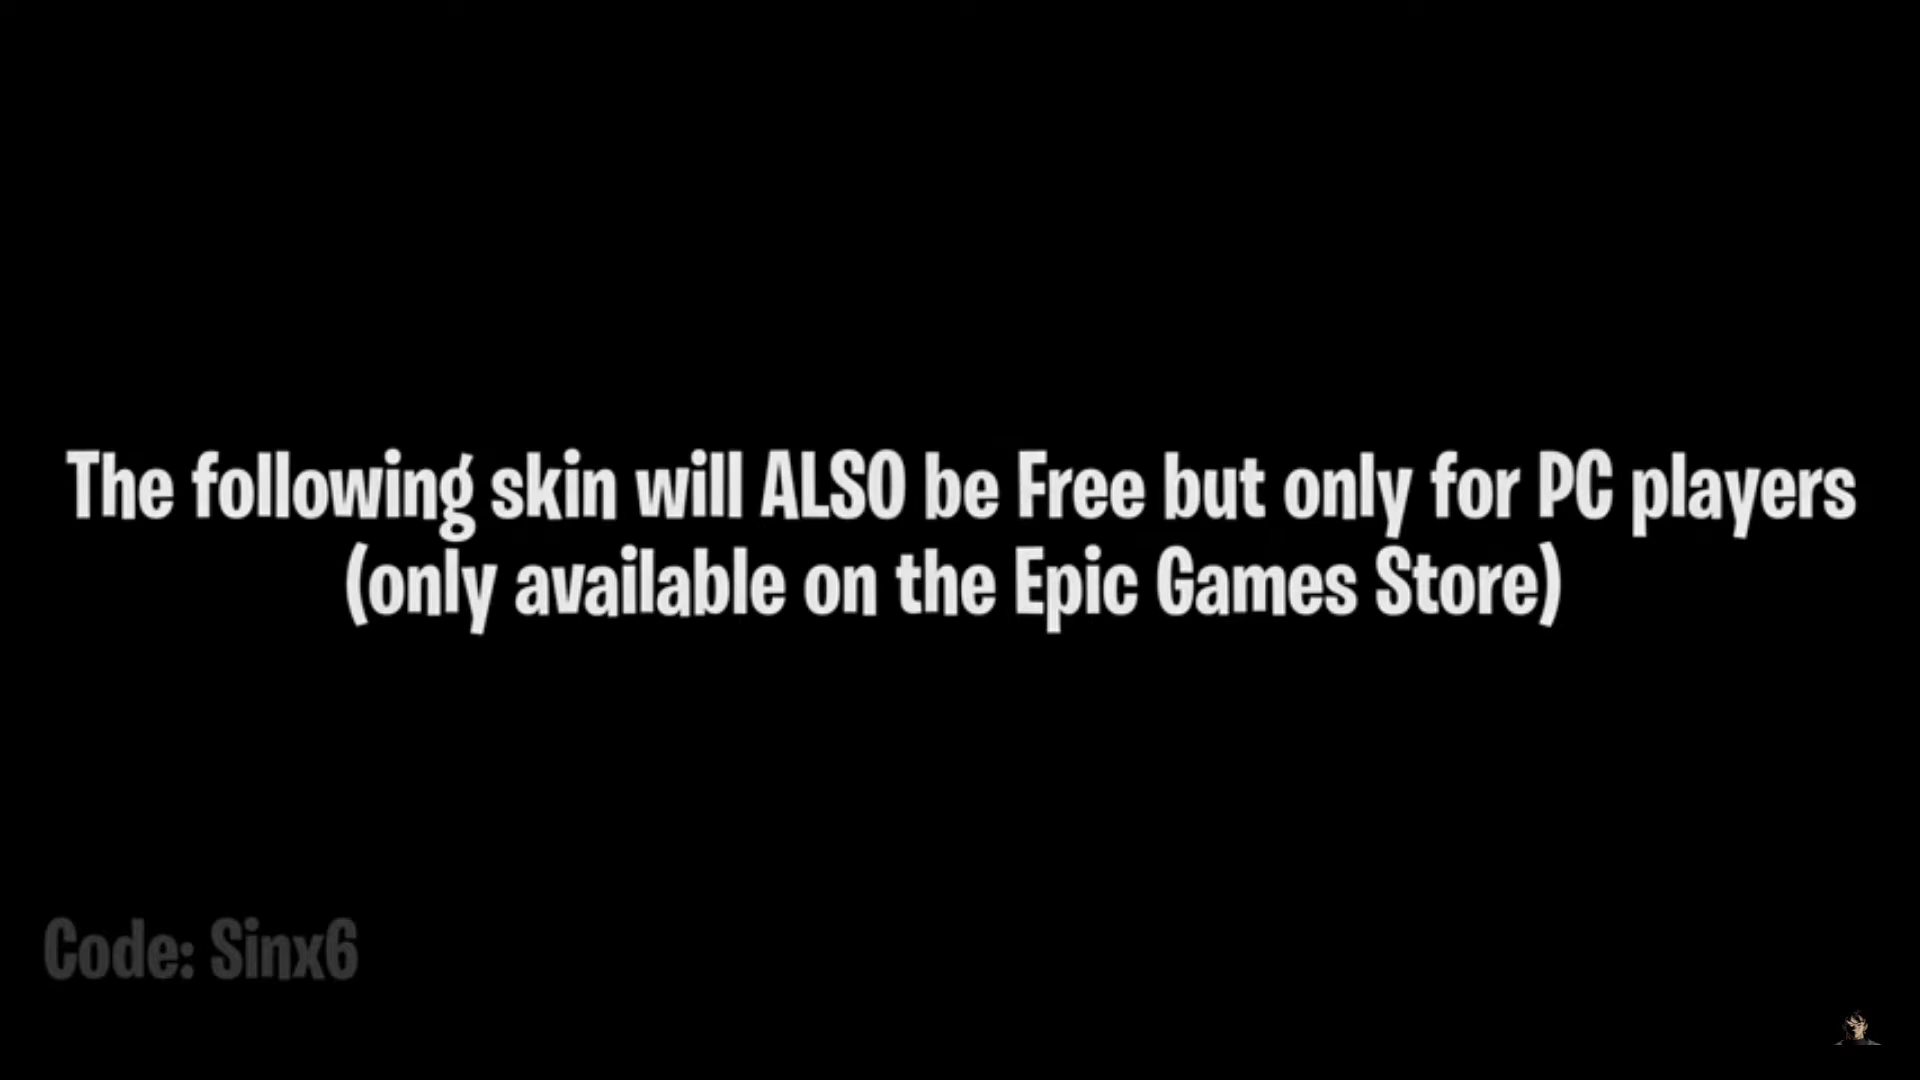 The following skin will ALSO be Free but only for PC players
(only available on the Epic Games Store)
Code: Sinx6